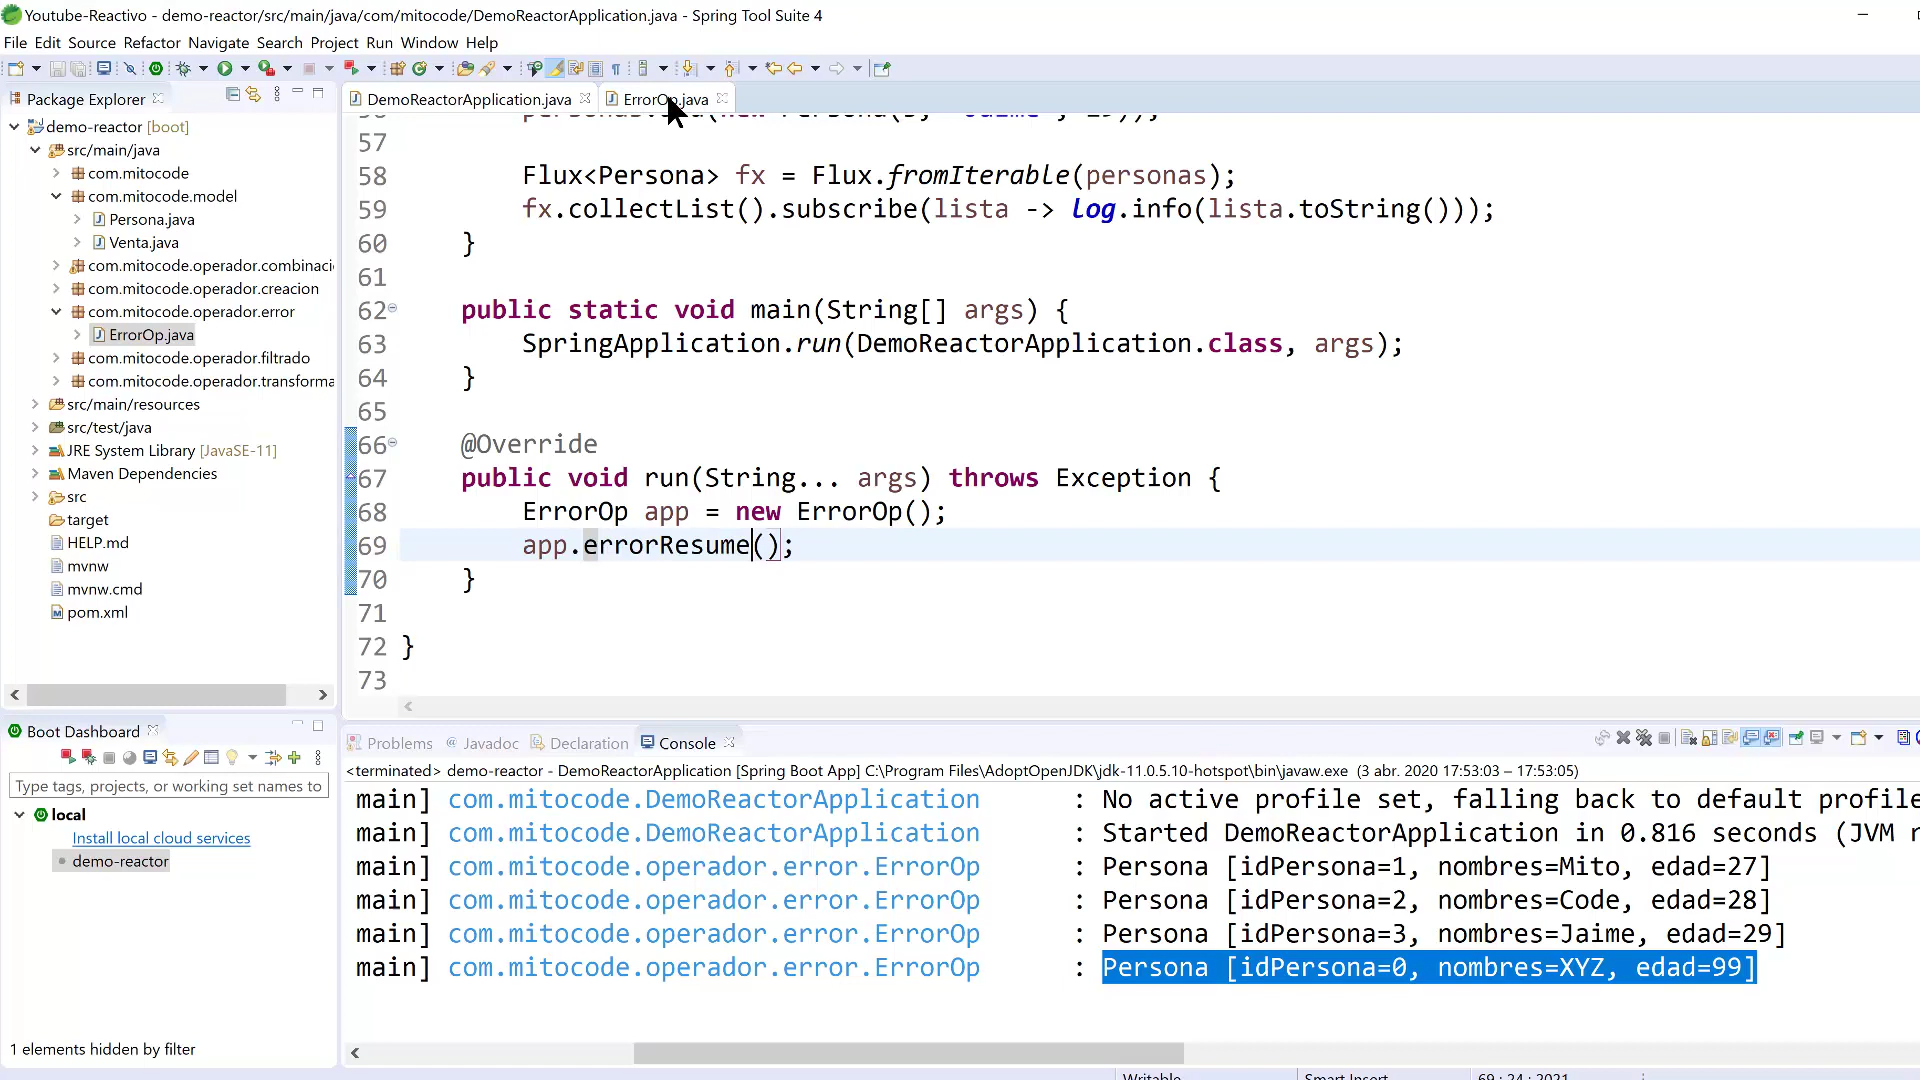 Youtube-Reactivo - demo-reactor/src/main/java/com/mitocode/DemoReactorApplication.java - Spring Tool Suite 4
File Edit Source Refactor Navigate Search Project Run Window Help
Package Explorer
demo-reactor [boot]
src/main/java
com.mitocode
com.mitocode.model
Persona.java
Venta.java
com.mitocode.operador.combinaci
com.mitocode.operador.creacion
com.mitocode.operador.error
ErrorOp.java
com.mitocode.operador.filtrado
com.mitocode.operador.transforma
src/main/resources
src/test/java
JRE System Library [JavaSE-11]
Maven Dependencies
src
target
HELP.md
mvnw
mvnw.cmd
pom.xml
DemoReactorApplication.java
ErrorOp.java
57
58 Flux<Persona> fx = Flux.fromIterable(personas);
59 fx.collectList().subscribe(lista -> log.info(lista.toString()));
60 }
61
62 public static void main(String[] args) {
63 SpringApplication.run(DemoReactorApplication.class, args);
64 }
65
66 @Override
67 public void run(String... args) throws Exception {
68 ErrorOp app = new ErrorOp();
69 app.errorResume();
70 }
71
72 }
73
Boot Dashboard
Type tags, projects, or working set names to
local
Install local cloud services
demo-reactor
1 elements hidden by filter
Problems Javadoc Declaration Console
<terminated> demo-reactor - DemoReactorApplication [Spring Boot App] C:\Program Files\AdoptOpenJDK\jdk-11.0.5.10-hotspot\bin\javaw.exe (3 abr. 2020 17:53:03 – 17:53:05)
main] com.mitocode.DemoReactorApplication : No active profile set, falling back to default profile
main] com.mitocode.DemoReactorApplication : Started DemoReactorApplication in 0.816 seconds (JVM r
main] com.mitocode.operador.error.ErrorOp : Persona [idPersona=1, nombres=Mito, edad=27]
main] com.mitocode.operador.error.ErrorOp : Persona [idPersona=2, nombres=Code, edad=28]
main] com.mitocode.operador.error.ErrorOp : Persona [idPersona=3, nombres=Jaime, edad=29]
main] com.mitocode.operador.error.ErrorOp : Persona [idPersona=0, nombres=XYZ, edad=99]
Writable Smart Insert 69 : 24 : 2021